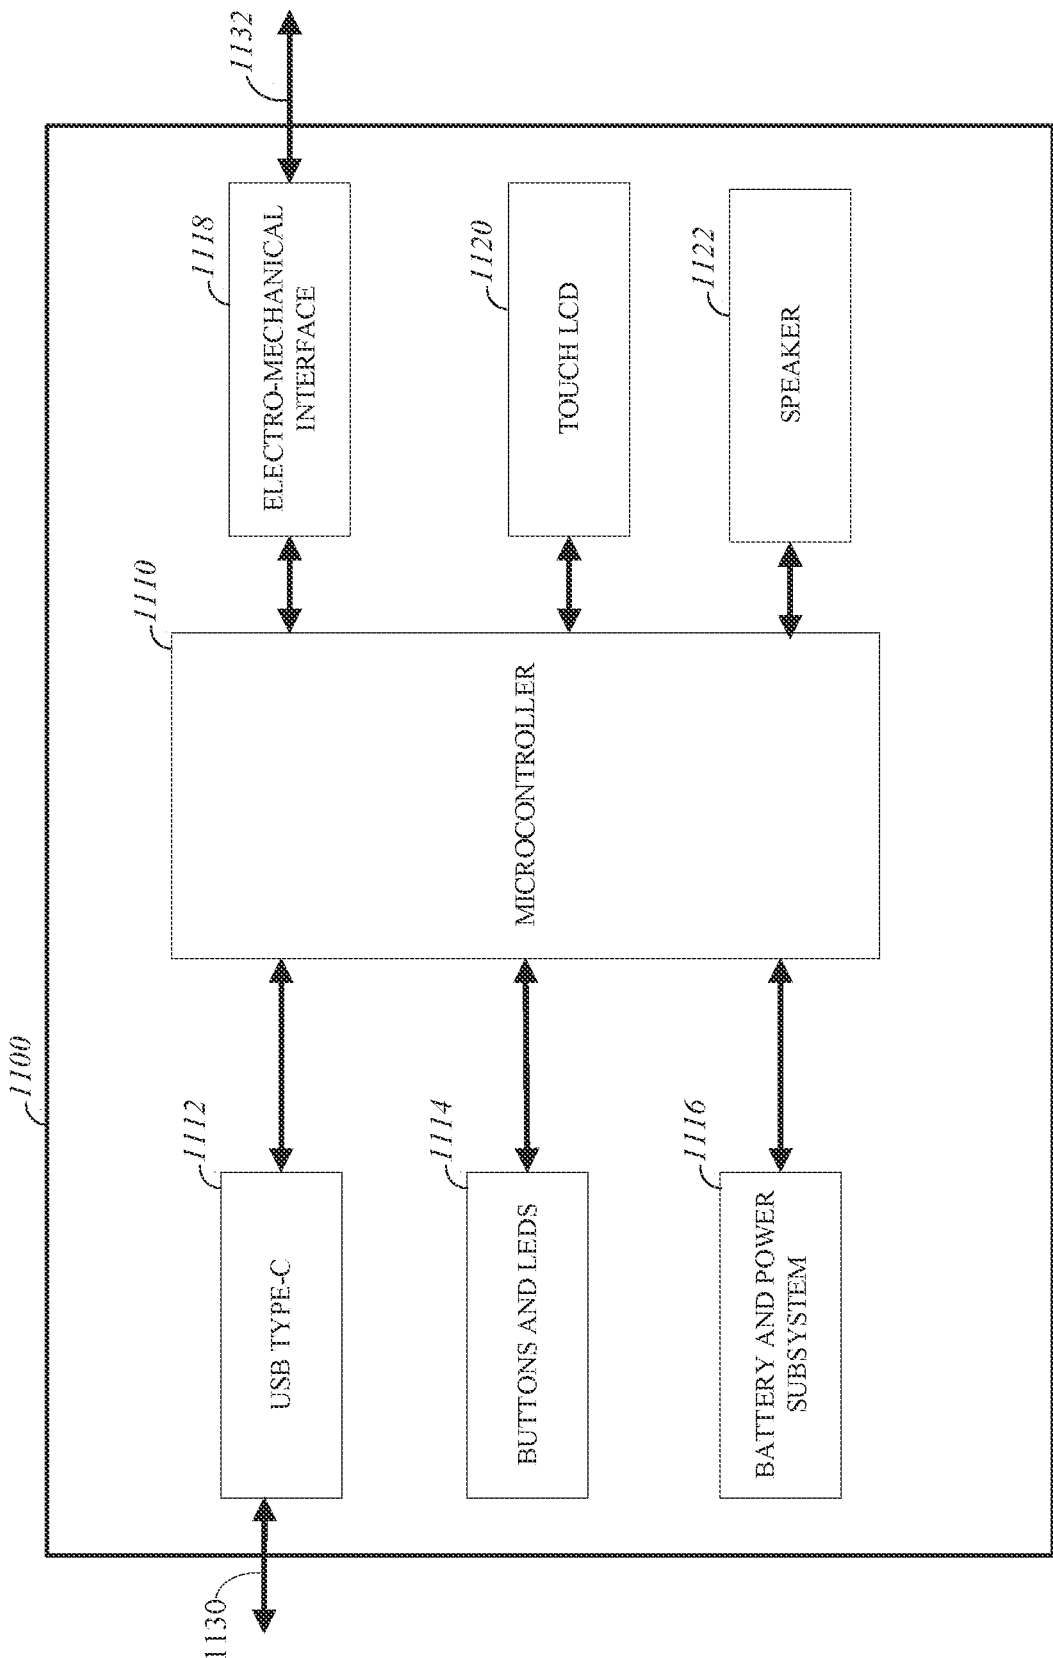 1100
1130
1112
USB TYPE-C
1114
BUTTONS AND LEDS
1116
BATTERY AND POWER
SUBSYSTEM
1110
MICROCONTROLLER
1118
ELECTRO-MECHANICAL
INTERFACE
1132
1120
TOUCH LCD
1122
SPEAKER